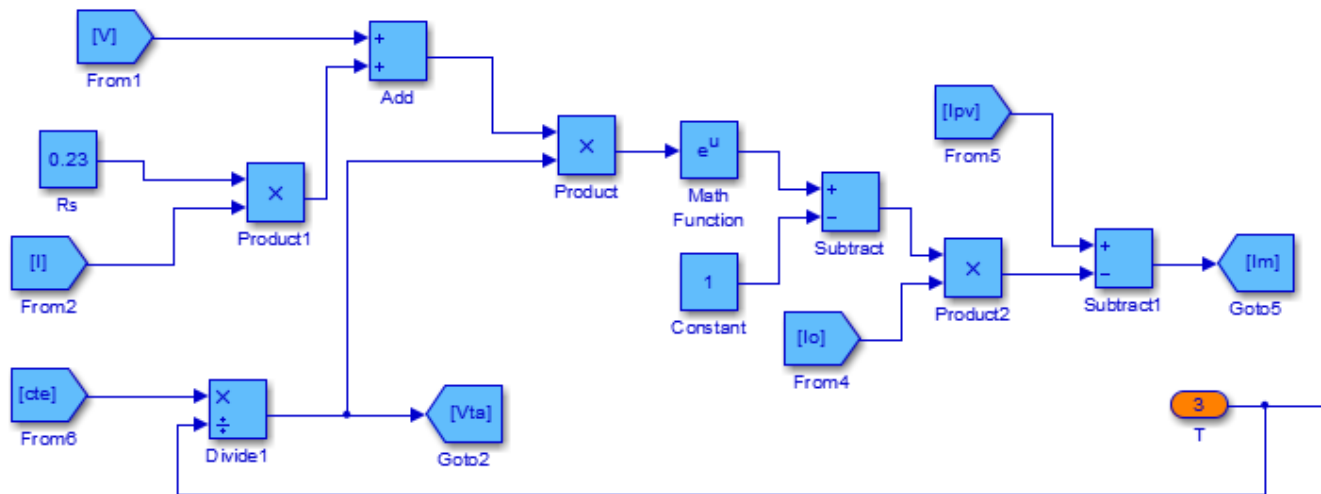 [V]
From1
+
+
Add
0.23
Rs
×
Product1
[I]
From2
×
Product
e^u
Math
Function
1
Constant
+
−
Subtract
[Io]
From4
×
Product2
[Ipv]
From5
+
−
Subtract1
[Im]
Goto5
[cte]
From6
×
÷
Divide1
[Vta]
Goto2
3
T